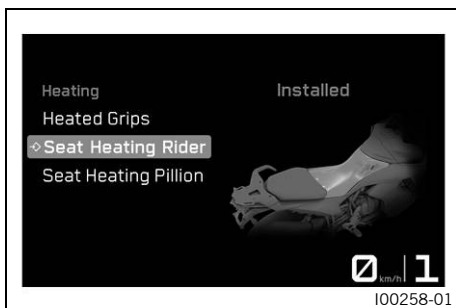 Heating
Installed
Heated Grips
Seat Heating Rider
Seat Heating Pillion
0 km/h 1
I00258-01